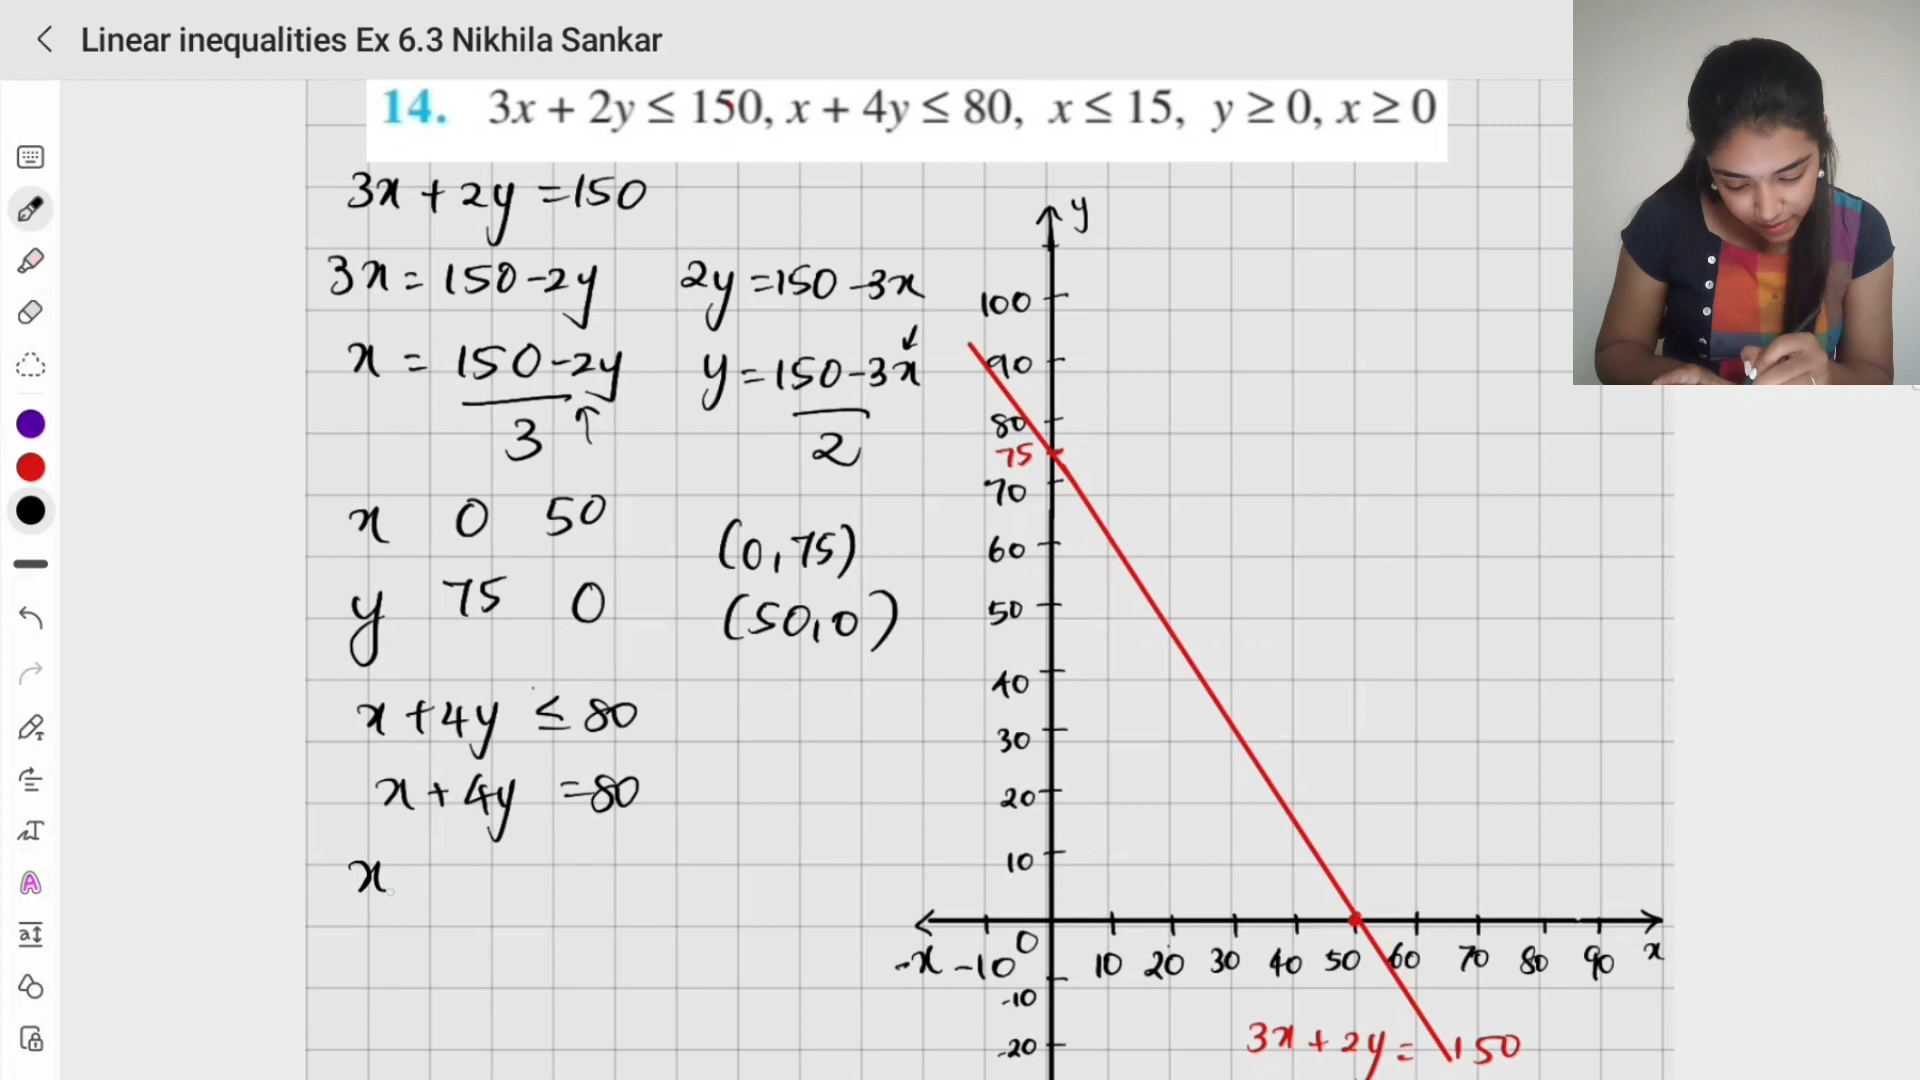 Linear inequalities Ex 6.3 Nikhila Sankar
14. 3x + 2y ≤ 150, x + 4y ≤ 80, x ≤ 15, y ≥ 0, x ≥ 0
3x + 2y = 150
3x = 150 - 2y
2y = 150 - 3x
x = 150 - 2y
3
y = 150 - 3x
2
x 0 50
y 75 0
(0, 75)
(50, 0)
x + 4y ≤ 80
x + 4y = 80
x
y
100
90
80
75
70
60
50
40
30
20
10
0
-x -10 10 20 30 40 50 60 70 80 90 x
-10
-20
3x + 2y = 150